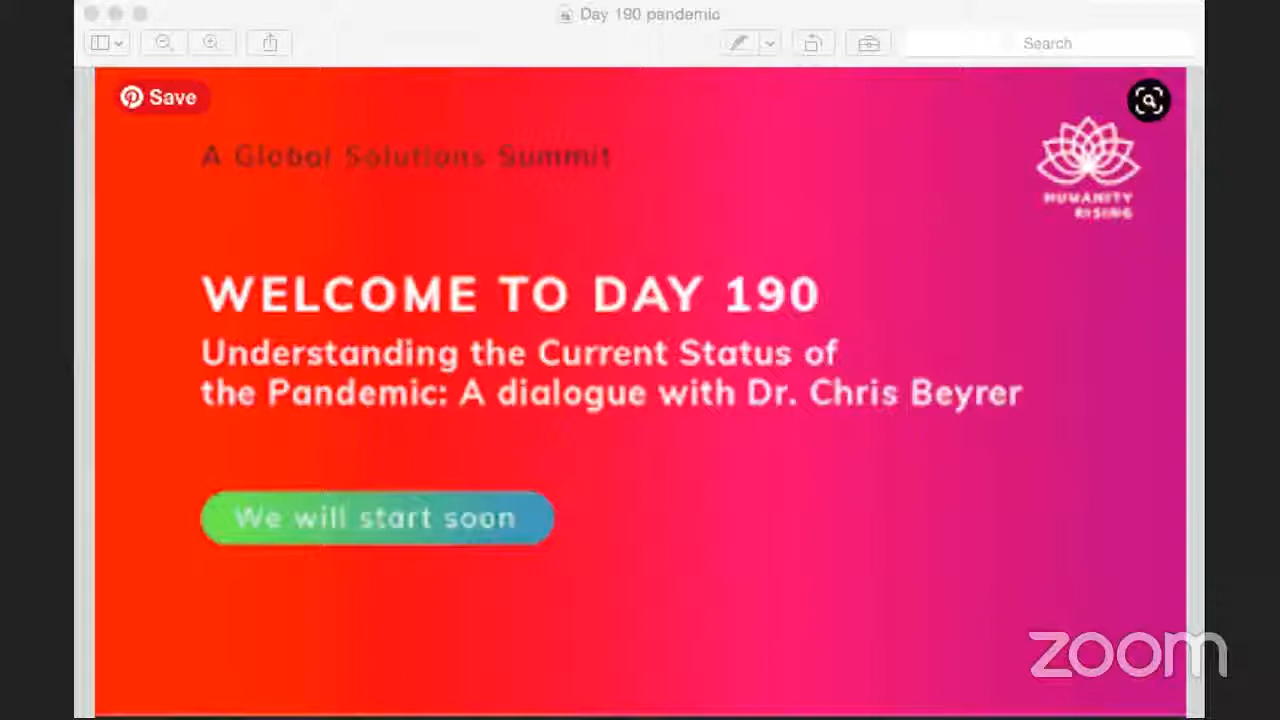 Day 190 pandemic
Search
Save
A Global Solutions Summit
HUMANITY
RISING
WELCOME TO DAY 190
Understanding the Current Status of
the Pandemic: A dialogue with Dr. Chris Beyrer
We will start soon
zoom